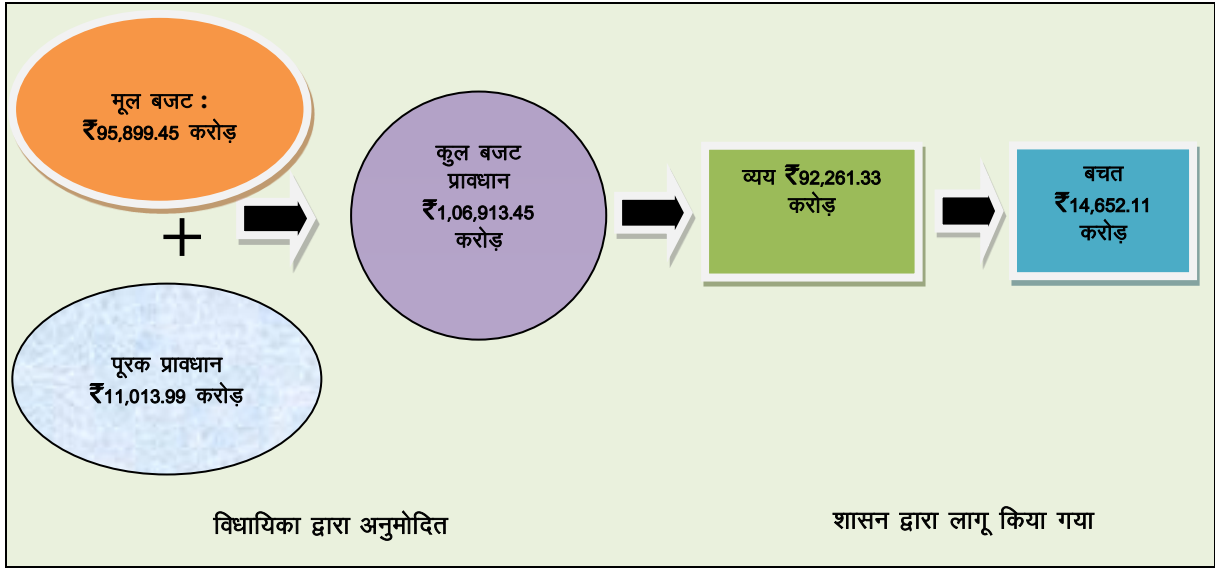 मूल बजट :
₹95,899.45 करोड़
+
पूरक प्रावधान
₹11,013.99 करोड़
कुल बजट
प्रावधान
₹1,06,913.45
करोड़
व्यय ₹92,261.33
करोड़
बचत
₹14,652.11
करोड़
विधायिका द्वारा अनुमोदित
शासन द्वारा लागू किया गया